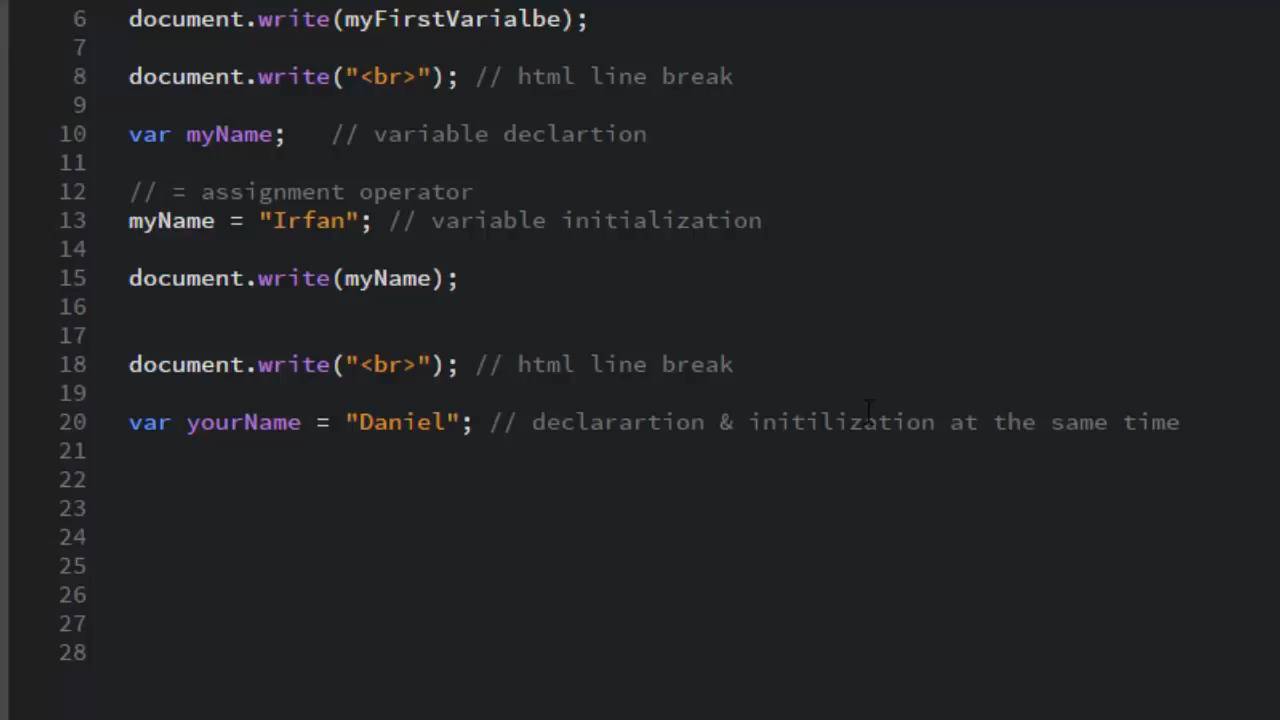 6 document.write(myFirstVarialbe);
7
8 document.write("<br>"); // html line break
9
10 var myName; // variable declartion
11
12 // = assignment operator
13 myName = "Irfan"; // variable initialization
14
15 document.write(myName);
16
17
18 document.write("<br>"); // html line break
19
20 var yourName = "Daniel"; // declarartion & initilization at the same time
21
22
23
24
25
26
27
28